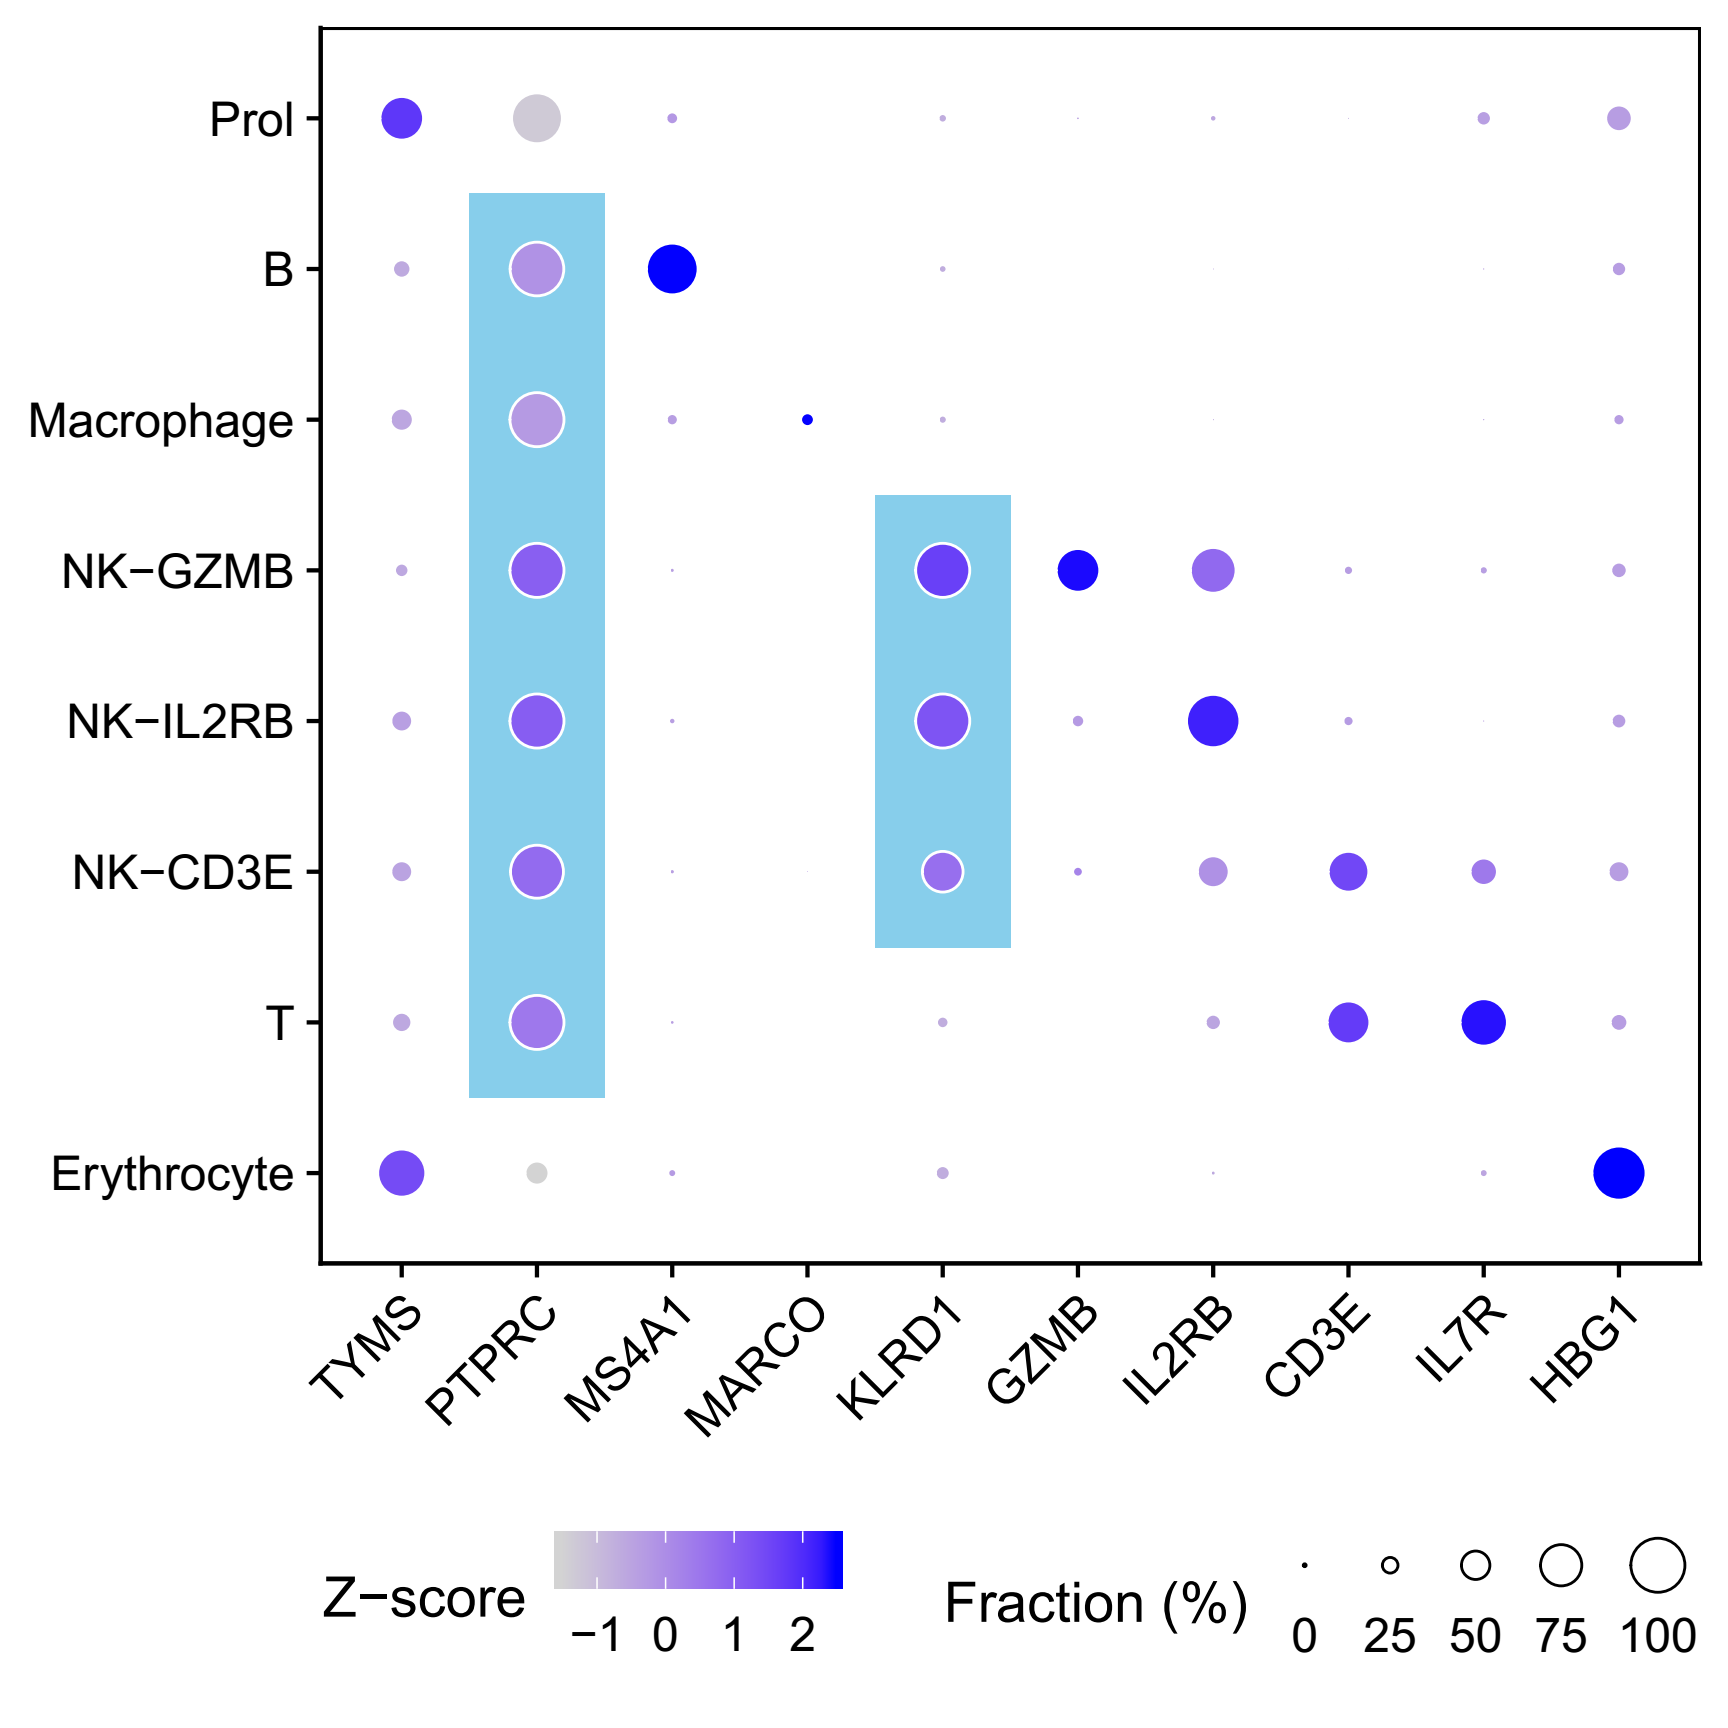 Prol
B
Macrophage
NK−GZMB
NK−IL2RB
NK−CD3E
T
Erythrocyte
TYMS
PTPRC
MS4A1
MARCO
KLRD1
GZMB
IL2RB
CD3E
IL7R
HBG1
Z−score
−1 0 1 2
Fraction (%)
0 25 50 75 100